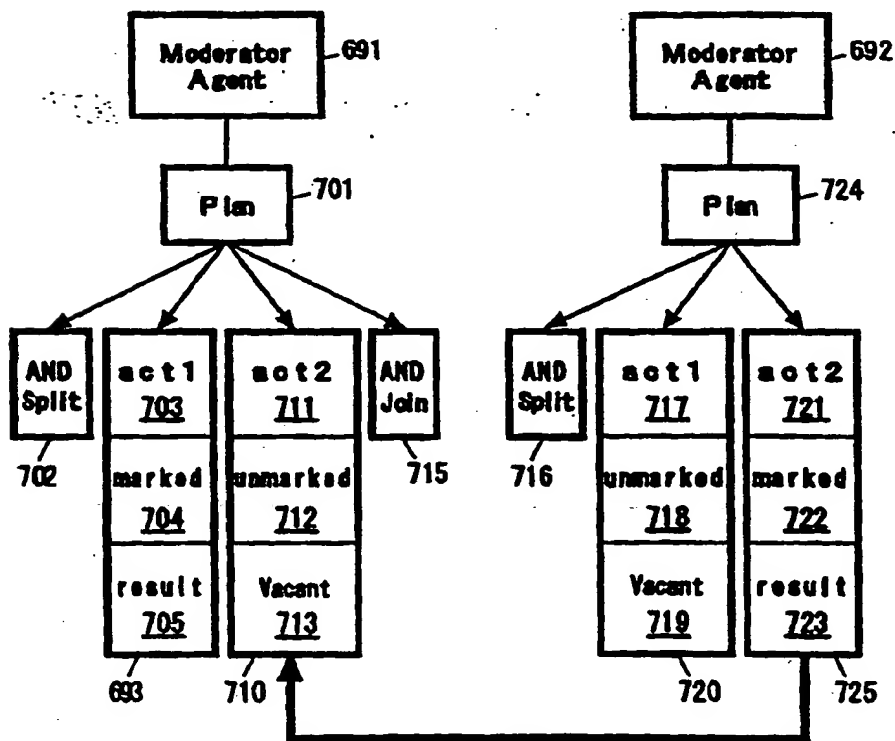 Moderator
Agent
691
Moderator
Agent
692
Plan
701
Plan
724
AND
Split
act1
703
act2
711
AND
Join
AND
Split
act1
717
act2
721
702
marked
704
unmarked
712
715
716
unmarked
718
marked
722
result
705
Vacant
713
Vacant
719
result
723
693
710
720
725